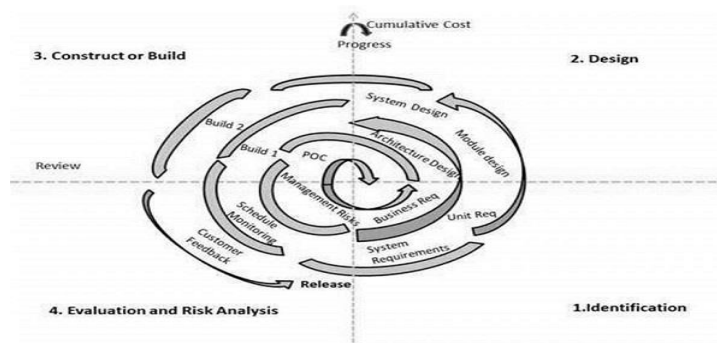 Cumulative Cost
Progress
3. Construct or Build
2. Design
System Design
Build 2
Module design
Build 1
Architecture Design
POC
Review
Management Risks
Business Req
Schedule
Monitoring
Unit Req
Customer
Feedback
System
Requirements
Release
4. Evaluation and Risk Analysis
1.Identification